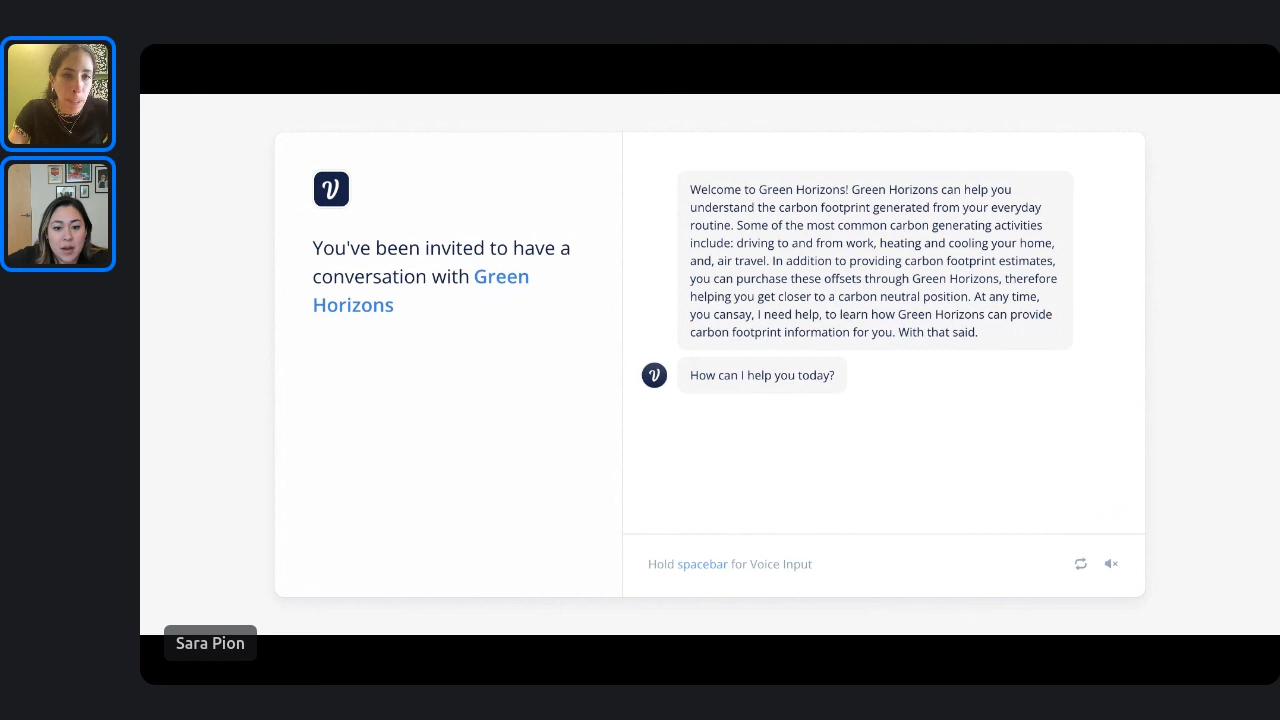 You've been invited to have a
conversation with Green
Horizons
Welcome to Green Horizons! Green Horizons can help you
understand the carbon footprint generated from your everyday
routine. Some of the most common carbon generating activities
include: driving to and from work, heating and cooling your home,
and, air travel. In addition to providing carbon footprint estimates,
you can purchase these offsets through Green Horizons, therefore
helping you get closer to a carbon neutral position. At any time,
you cansay, I need help, to learn how Green Horizons can provide
carbon footprint information for you. With that said.
How can I help you today?
Hold spacebar for Voice Input
Sara Pion